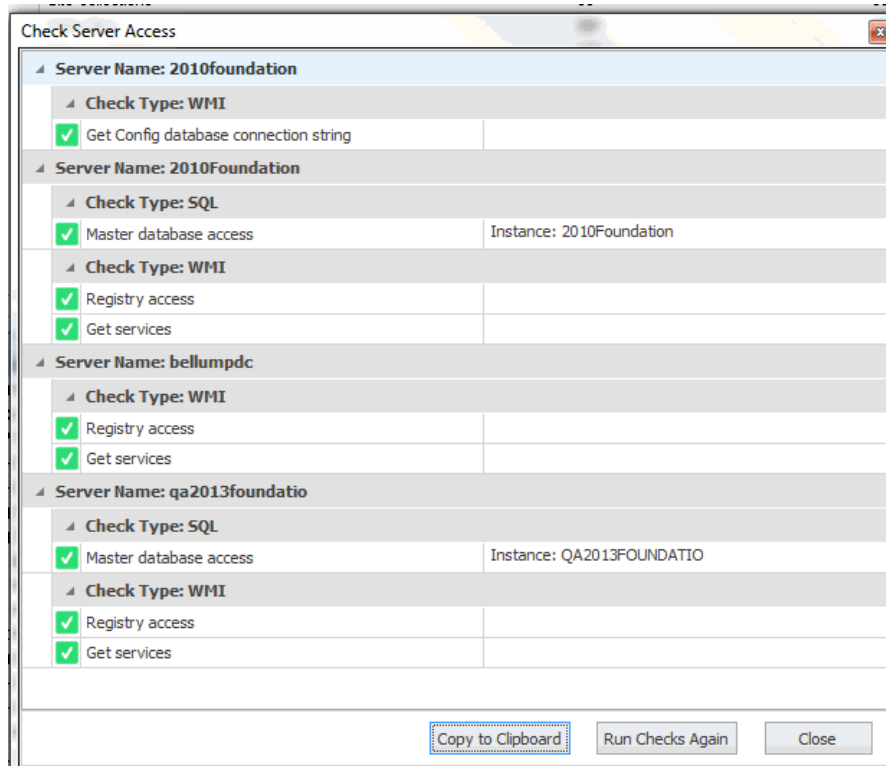 Check Server Access
Server Name: 2010foundation
Check Type: WMI
Get Config database connection string
Server Name: 2010Foundation
Check Type: SQL
Master database access Instance: 2010Foundation
Check Type: WMI
Registry access
Get services
Server Name: bellumpdc
Check Type: WMI
Registry access
Get services
Server Name: qa2013foundatio
Check Type: SQL
Master database access Instance: QA2013FOUNDATIO
Check Type: WMI
Registry access
Get services
Copy to Clipboard Run Checks Again Close